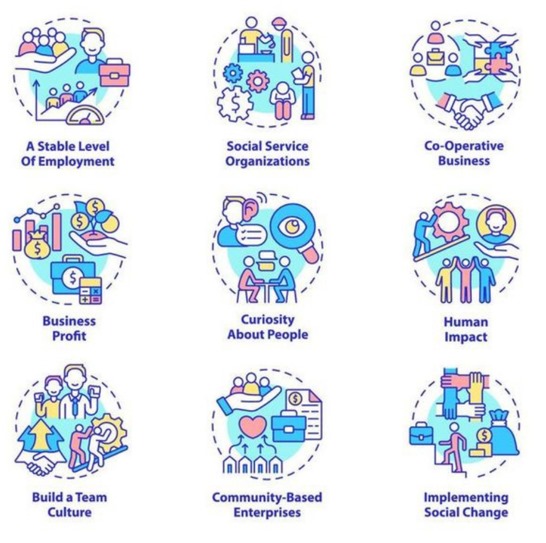 A Stable Level
Of Employment
Social Service
Organizations
Co-Operative
Business
Business
Profit
Curiosity
About People
Human
Impact
Build a Team
Culture
Community-Based
Enterprises
Implementing
Social Change